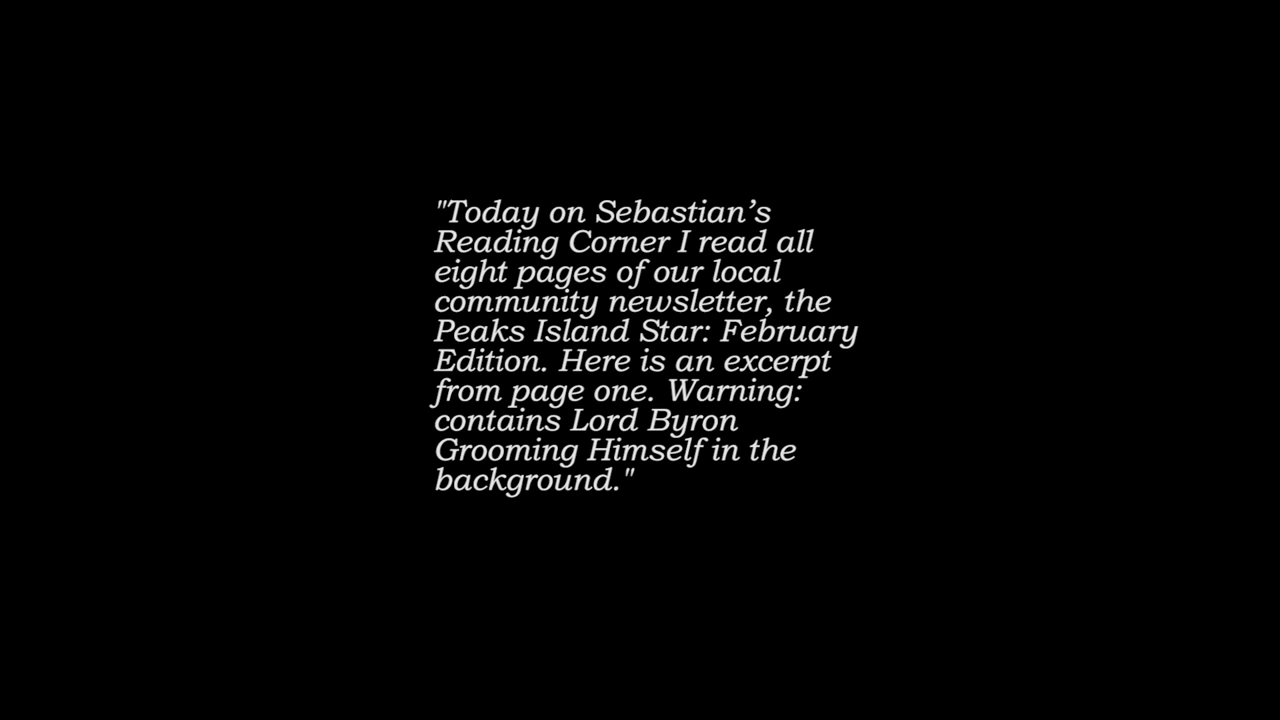 "Today on Sebastian’s
Reading Corner I read all
eight pages of our local
community newsletter, the
Peaks Island Star: February
Edition. Here is an excerpt
from page one. Warning:
contains Lord Byron
Grooming Himself in the
background."